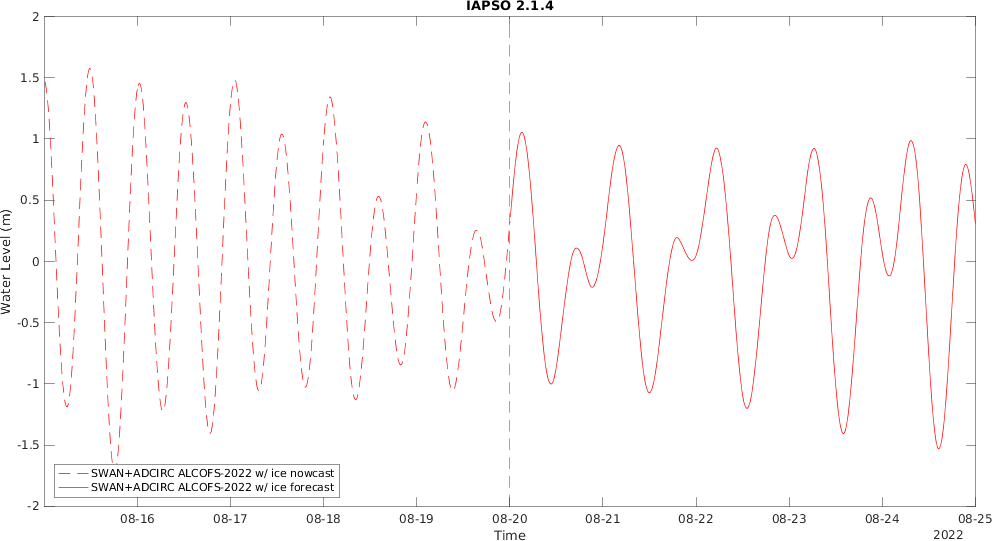 IAPSO 2.1.4
2
1.5
1
0.5
0
-0.5
-1
-1.5
-2
Water Level (m)
SWAN+ADCIRC ALCOFS-2022 w/ ice nowcast
SWAN+ADCIRC ALCOFS-2022 w/ ice forecast
08-16 08-17 08-18 08-19 08-20 08-21 08-22 08-23 08-24 08-25
Time
2022